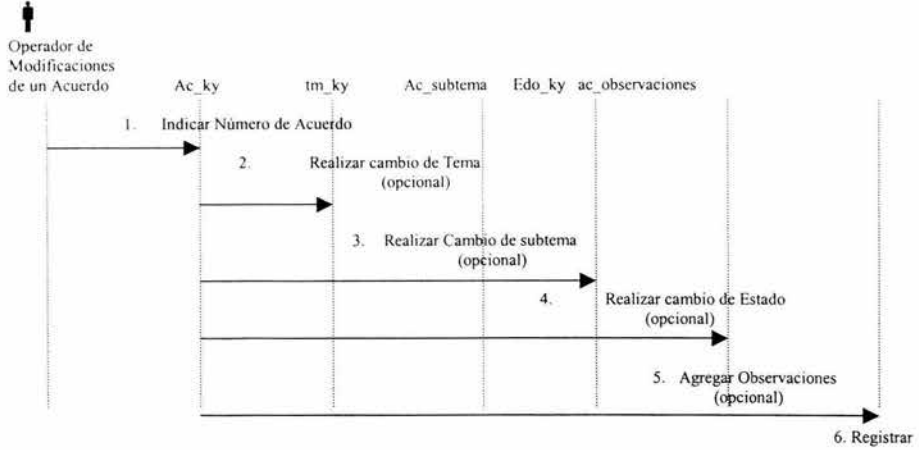 Operador de
Modificaciones
de un Acuerdo
Ac_ky
tm_ky
Ac_subtema
Edo_ky
ac_observaciones
1. Indicar Número de Acuerdo
2. Realizar cambio de Tema
(opcional)
3. Realizar Cambio de subtema
(opcional)
4. Realizar cambio de Estado
(opcional)
5. Agregar Observaciones
(opcional)
6. Registrar